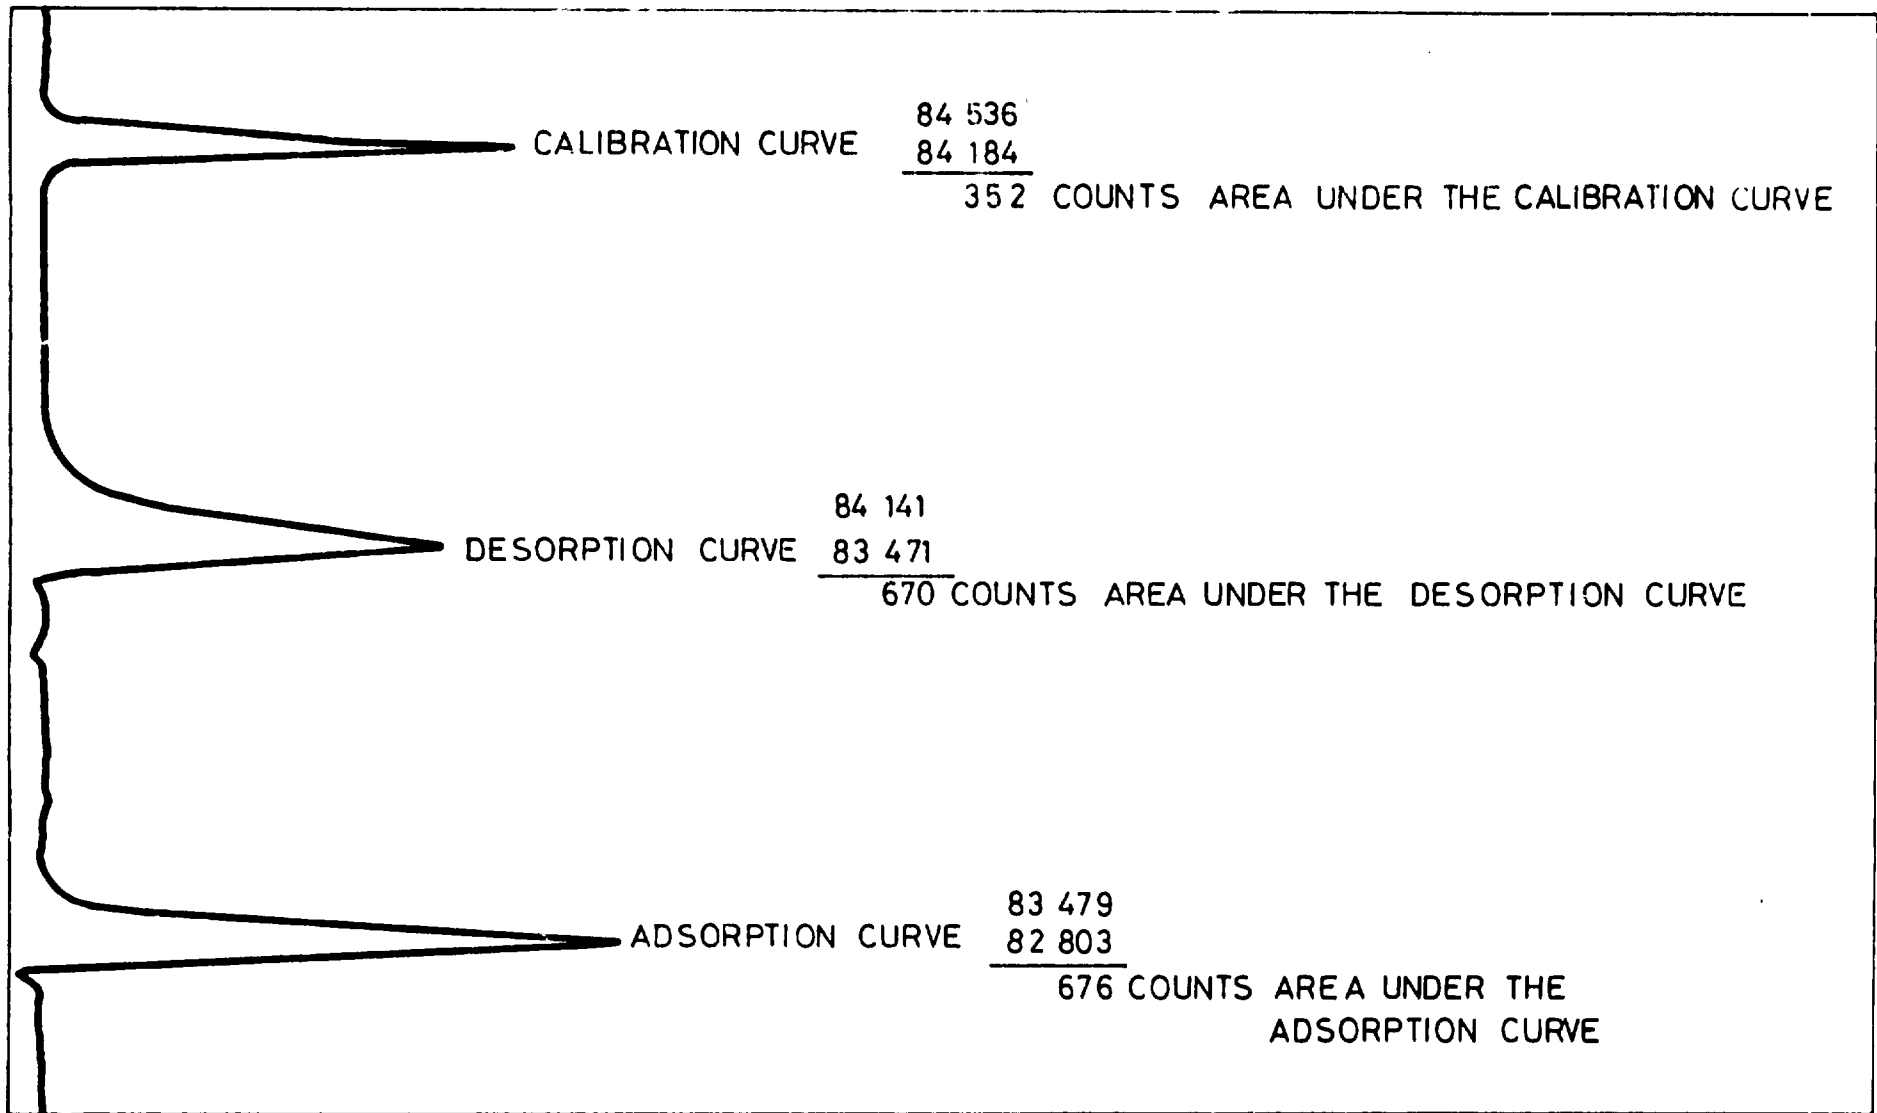 84 536
CALIBRATION CURVE 84 184
352 COUNTS AREA UNDER THE CALIBRATION CURVE
84 141
DESORPTION CURVE 83 471
670 COUNTS AREA UNDER THE DESORPTION CURVE
83 479
ADSORPTION CURVE 82 803
676 COUNTS AREA UNDER THE
ADSORPTION CURVE